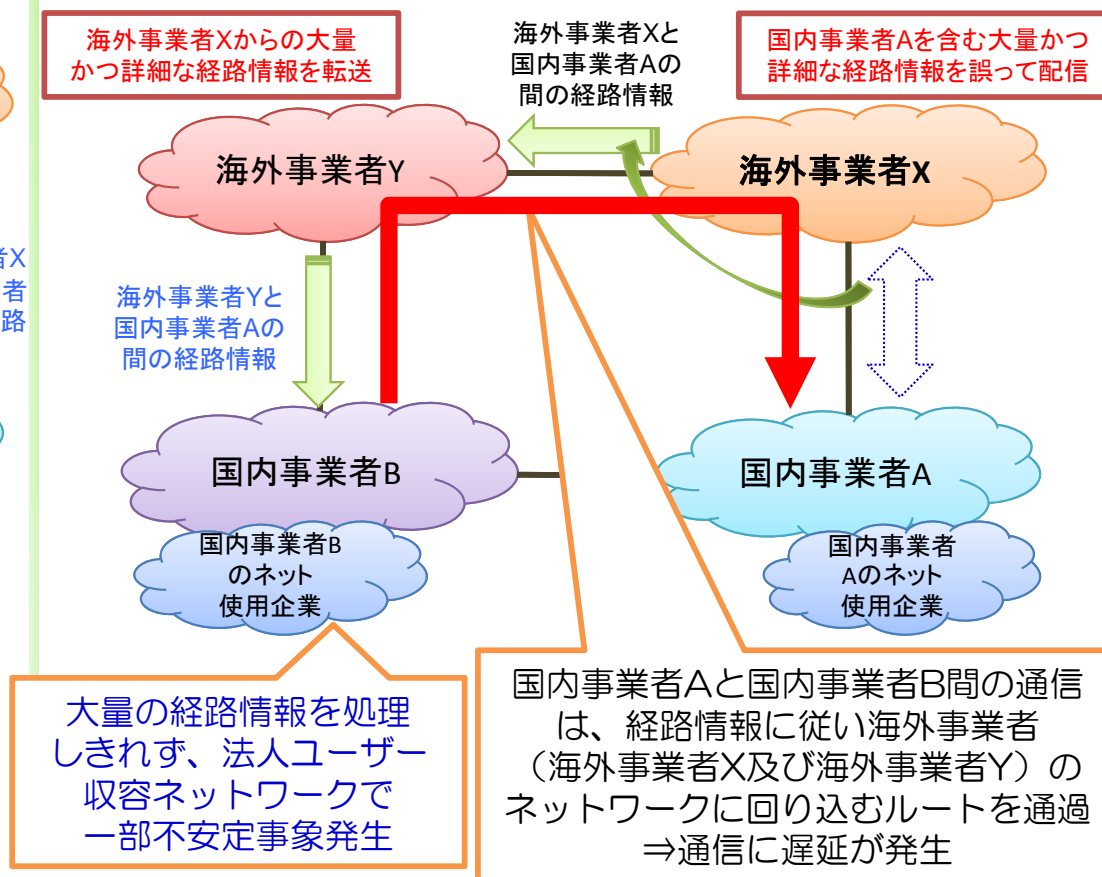 海外事業者Xからの大量
かつ詳細な経路情報を転送
海外事業者Xと
国内事業者Aの
間の経路情報
国内事業者Aを含む大量かつ
詳細な経路情報を誤って配信
海外事業者Y
海外事業者X
者X
者
路
海外事業者Yと
国内事業者Aの
間の経路情報
国内事業者B
国内事業者A
国内事業者B
のネット
使用企業
国内事業者
Aのネット
使用企業
大量の経路情報を処理
しきれず、法人ユーザー
収容ネットワークで
一部不安定事象発生
国内事業者Aと国内事業者B間の通信
は、経路情報に従い海外事業者
（海外事業者X及び海外事業者Y）の
ネットワークに回り込むルートを通過
⇒通信に遅延が発生